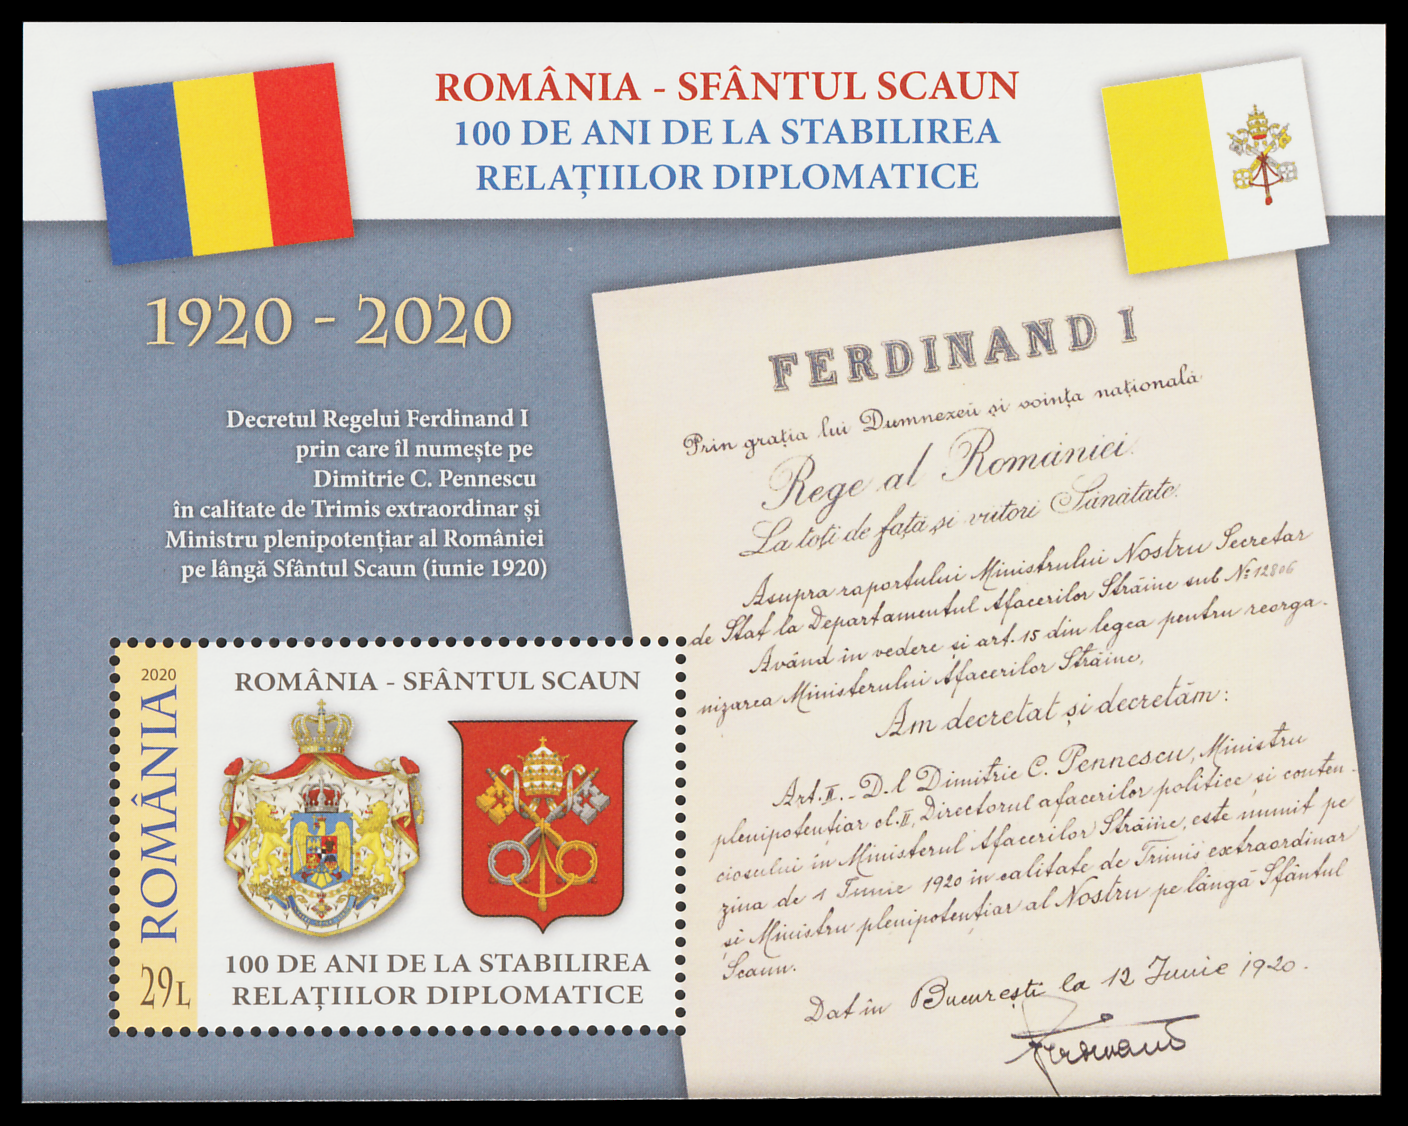 ROMÂNIA - SFÂNTUL SCAUN
100 DE ANI DE LA STABILIREA
RELAȚIILOR DIPLOMATICE
1920 - 2020
Decretul Regelui Ferdinand I
prin care îl numește pe
Dimitrie C. Pennescu
în calitate de Trimis extraordinar și
Ministru plenipotențiar al României
pe lângă Sfântul Scaun (iunie 1920)
FERDINAND I
Prin grația lui Dumnezeu și voința națională
Rege al României.
La toți de față și viitori Sănătate.
Asupra raportului Ministrului Nostru Secretar
de Stat la Departamentul Afacerilor Străine sub № 12806
Având în vedere și art. 15 din legea pentru reorga-
nizarea Ministerului Afacerilor Străine,
Am decretat și decretăm:
Art. II. - D.l Dimitrie C. Pennescu, Ministru
plenipotențiar cl. II, Directorul afacerilor politice și conten-
ciosului în Ministerul Afacerilor Străine, este numit pe
ziua de 1 Iunie 1920 în calitate de Trimis extraordinar
și Ministru plenipotențiar al Nostru pe lângă Sfântul
Scaun.
Dat în București la 12 Iunie 1920.
Ferdinand
2020
ROMÂNIA
29L
ROMÂNIA - SFÂNTUL SCAUN
100 DE ANI DE LA STABILIREA
RELAȚIILOR DIPLOMATICE